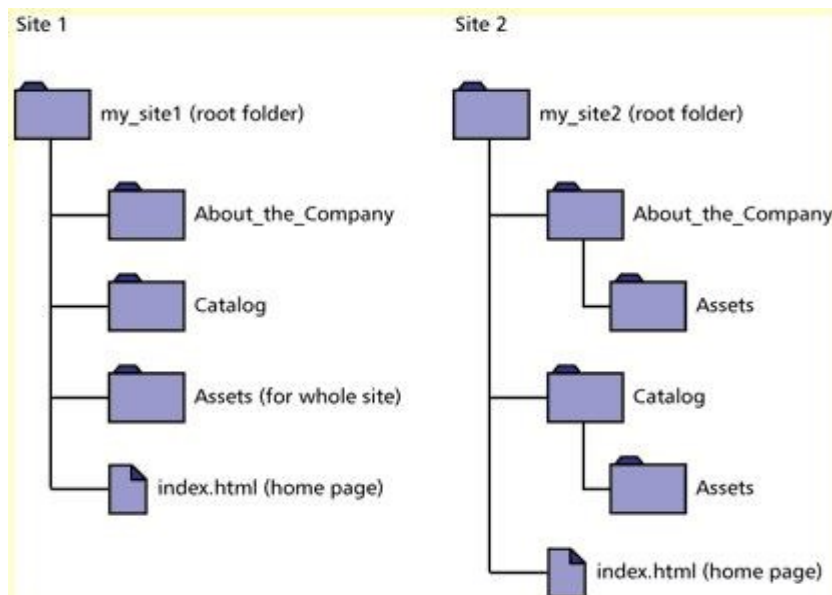 Site 1
my_site1 (root folder)
About_the_Company
Catalog
Assets (for whole site)
index.html (home page)
Site 2
my_site2 (root folder)
About_the_Company
Assets
Catalog
Assets
index.html (home page)